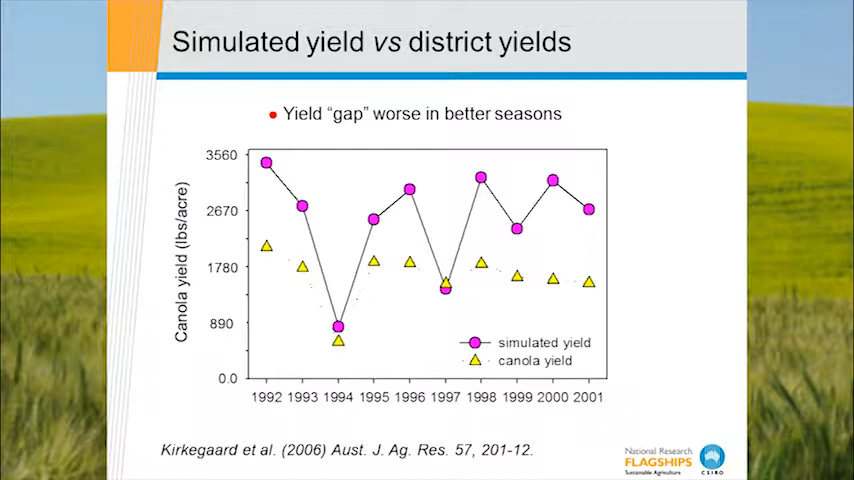 Simulated yield vs district yields
Yield “gap” worse in better seasons
Canola yield (lbs/acre)
3560
2670
1780
890
0.0
simulated yield
canola yield
1992 1993 1994 1995 1996 1997 1998 1999 2000 2001
Kirkegaard et al. (2006) Aust. J. Ag. Res. 57, 201-12.
National Research
FLAGSHIPS
Sustainable Agriculture
CSIRO